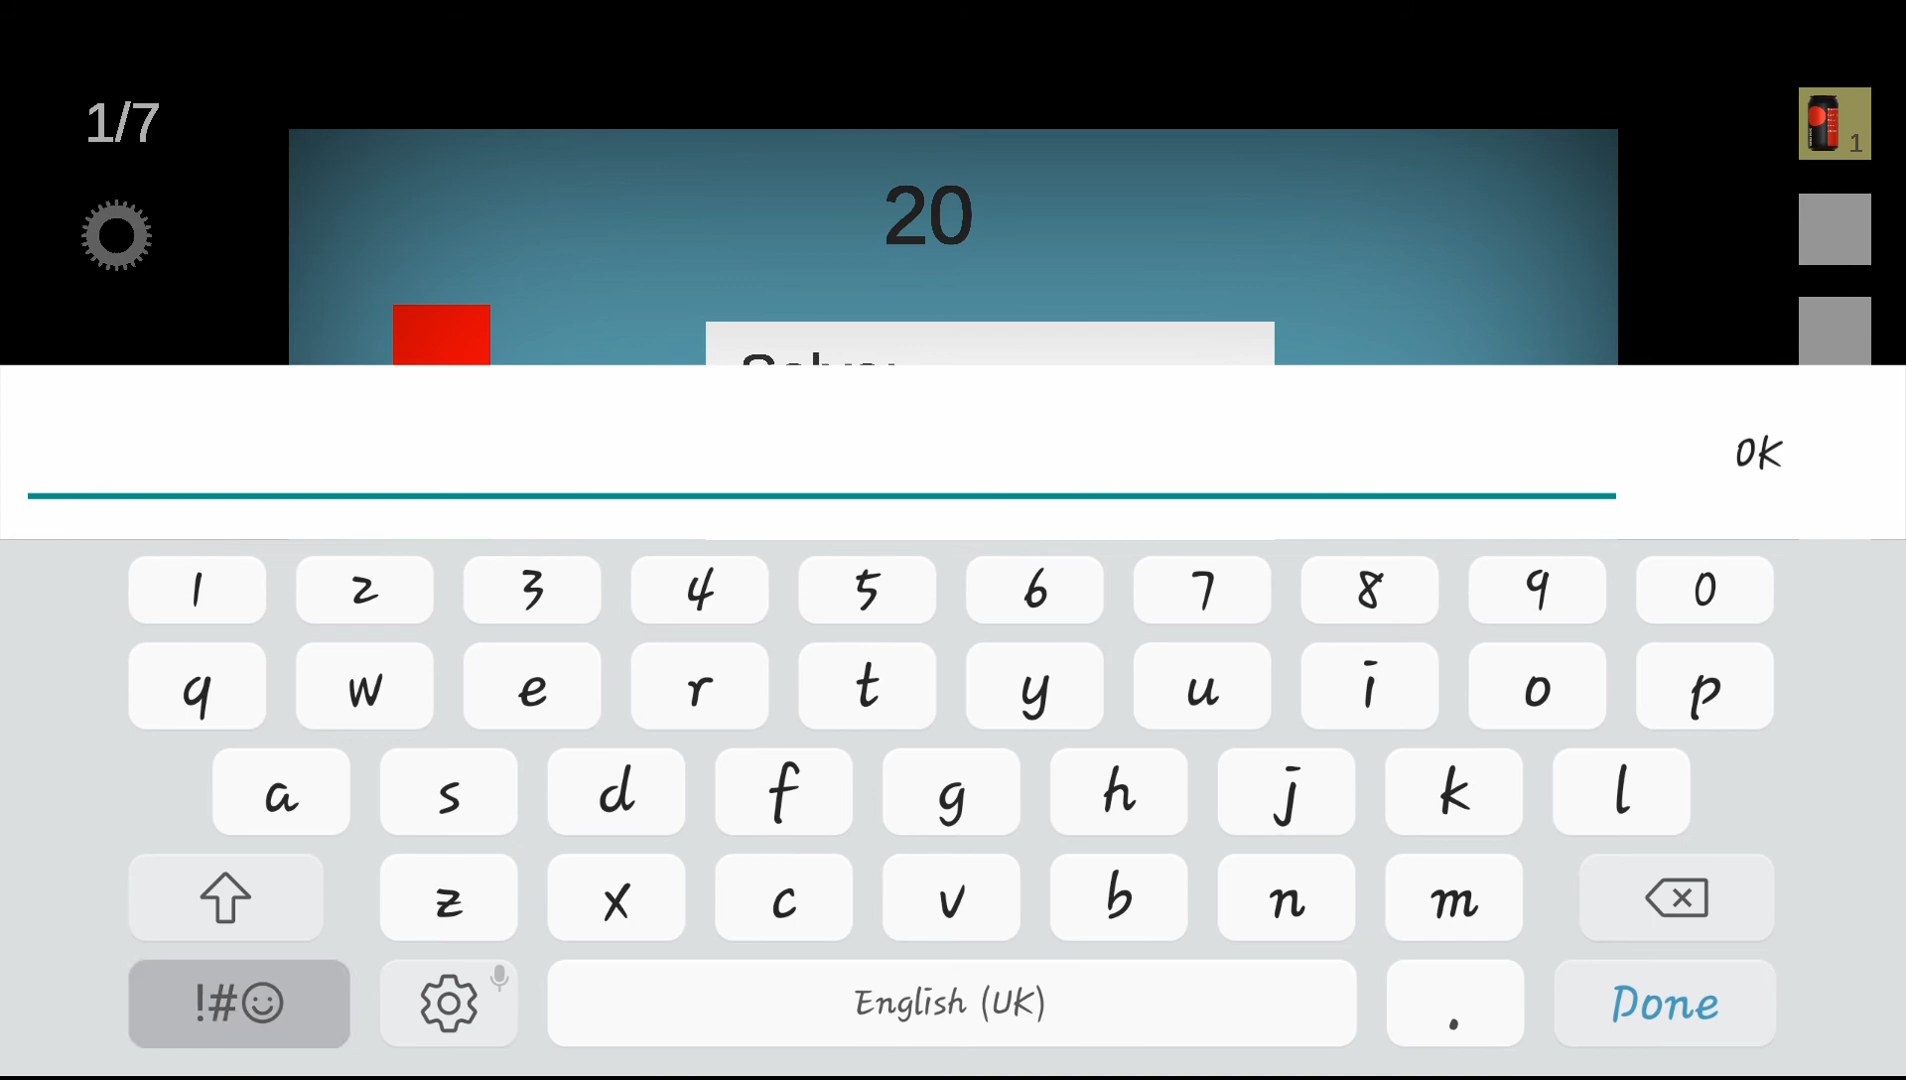 1/7
1
20
OK
1 2 3 4 5 6 7 8 9 0
q w e r t y u i o p
a s d f g h j k l
z x c v b n m
!#
English (UK)
.
Done